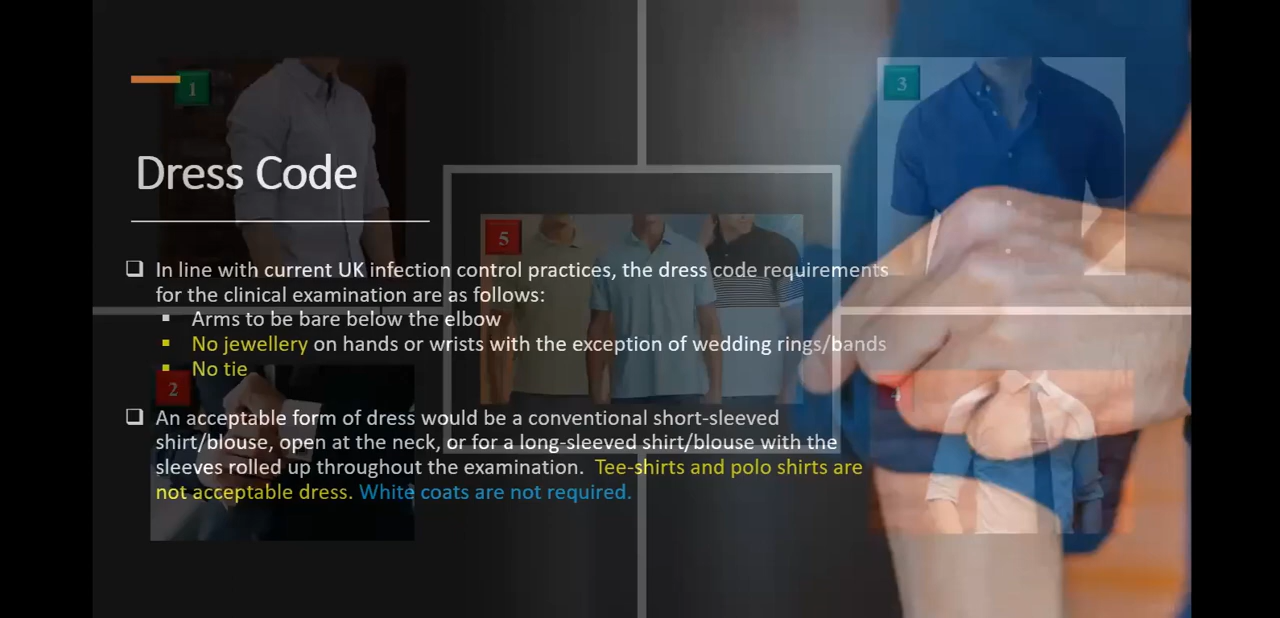 1
3
Dress Code
5
❑ In line with current UK infection control practices, the dress code requirements
for the clinical examination are as follows:
▪ Arms to be bare below the elbow
▪ No jewellery on hands or wrists with the exception of wedding rings/bands
▪ No tie
2
4
❑ An acceptable form of dress would be a conventional short-sleeved
shirt/blouse, open at the neck, or for a long-sleeved shirt/blouse with the
sleeves rolled up throughout the examination. Tee-shirts and polo shirts are
not acceptable dress. White coats are not required.